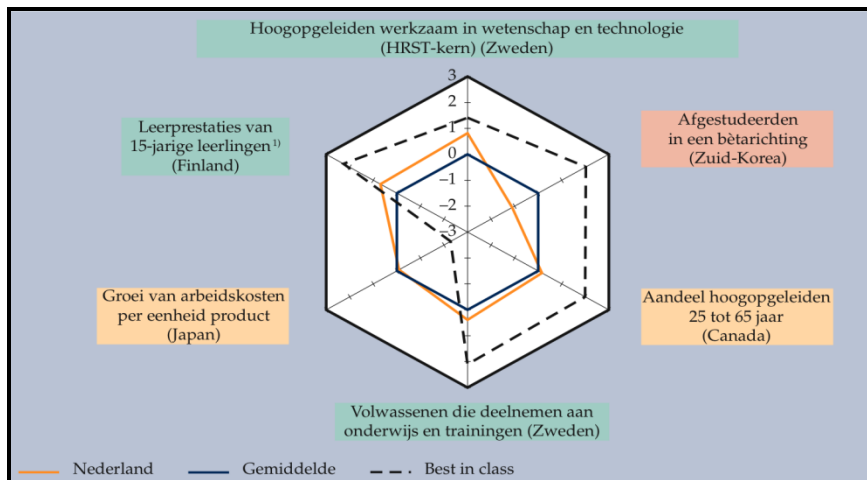 Hoogopgeleiden werkzaam in wetenschap en technologie
(HRST-kern) (Zweden)
3
2
1
0
−1
−2
−3
Leerprestaties van
15-jarige leerlingen¹⁾
(Finland)
Afgestudeerden
in een bètarichting
(Zuid-Korea)
Groei van arbeidskosten
per eenheid product
(Japan)
Aandeel hoogopgeleiden
25 tot 65 jaar
(Canada)
Volwassenen die deelnemen aan
onderwijs en trainingen (Zweden)
Nederland
Gemiddelde
Best in class